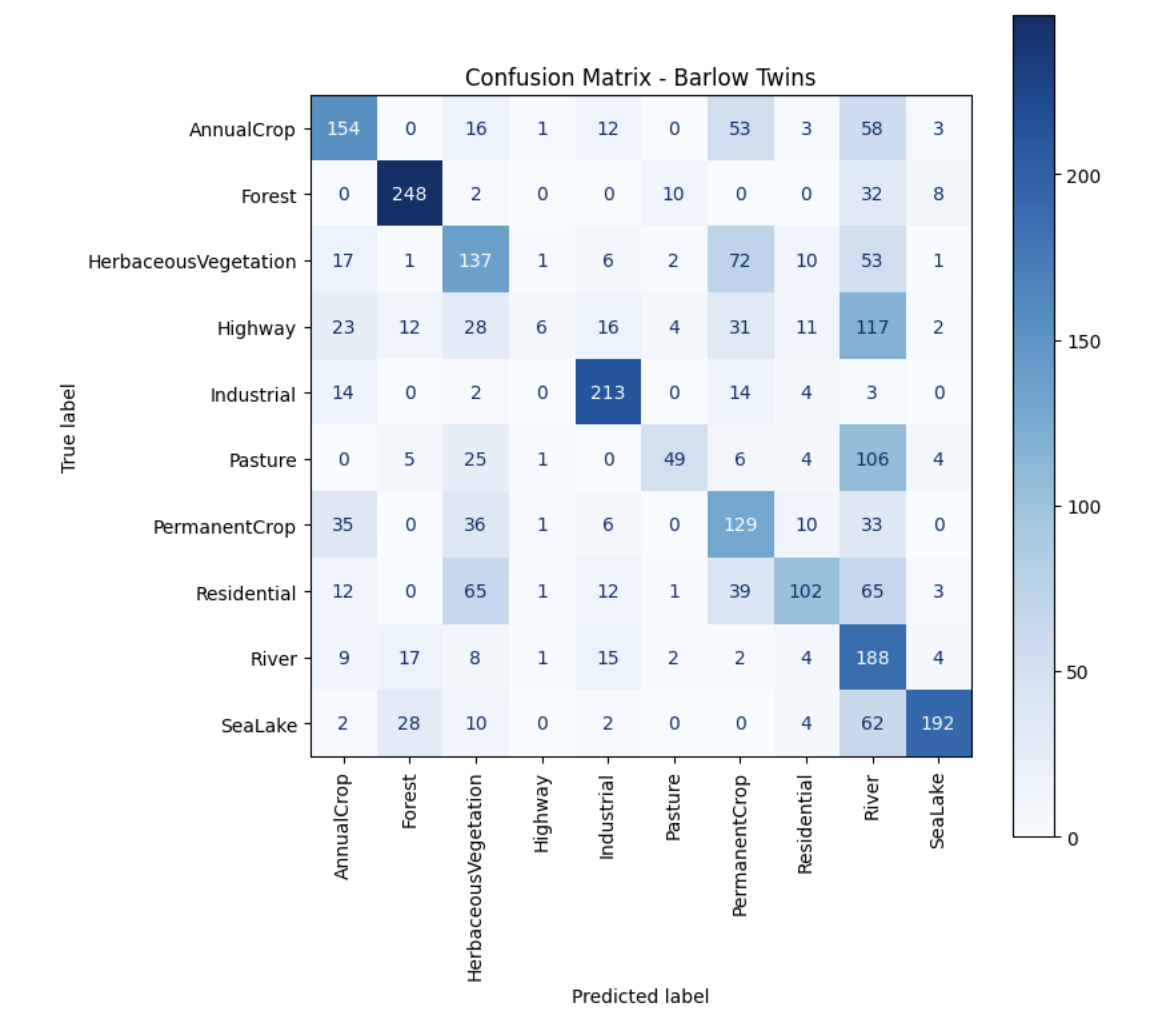 Confusion Matrix - Barlow Twins
AnnualCrop 154 0 16 1 12 0 53 3 58 3
Forest 0 248 2 0 0 10 0 0 32 8
HerbaceousVegetation 17 1 137 1 6 2 72 10 53 1
Highway 23 12 28 6 16 4 31 11 117 2
Industrial 14 0 2 0 213 0 14 4 3 0
Pasture 0 5 25 1 0 49 6 4 106 4
PermanentCrop 35 0 36 1 6 0 129 10 33 0
Residential 12 0 65 1 12 1 39 102 65 3
River 9 17 8 1 15 2 2 4 188 4
SeaLake 2 28 10 0 2 0 0 4 62 192
True label
AnnualCrop
Forest
HerbaceousVegetation
Highway
Industrial
Pasture
PermanentCrop
Residential
River
SeaLake
Predicted label
200
150
100
50
0